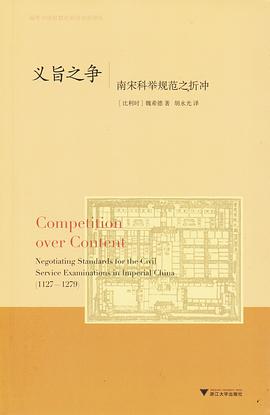 义旨之争
南宋科举规范之折冲
［比利时］魏希德 著 胡永光 译
Competition
over Content
Negotiating Standards for the Civil
Service Examinations in Imperial China
(1127—1279)
浙江大学出版社